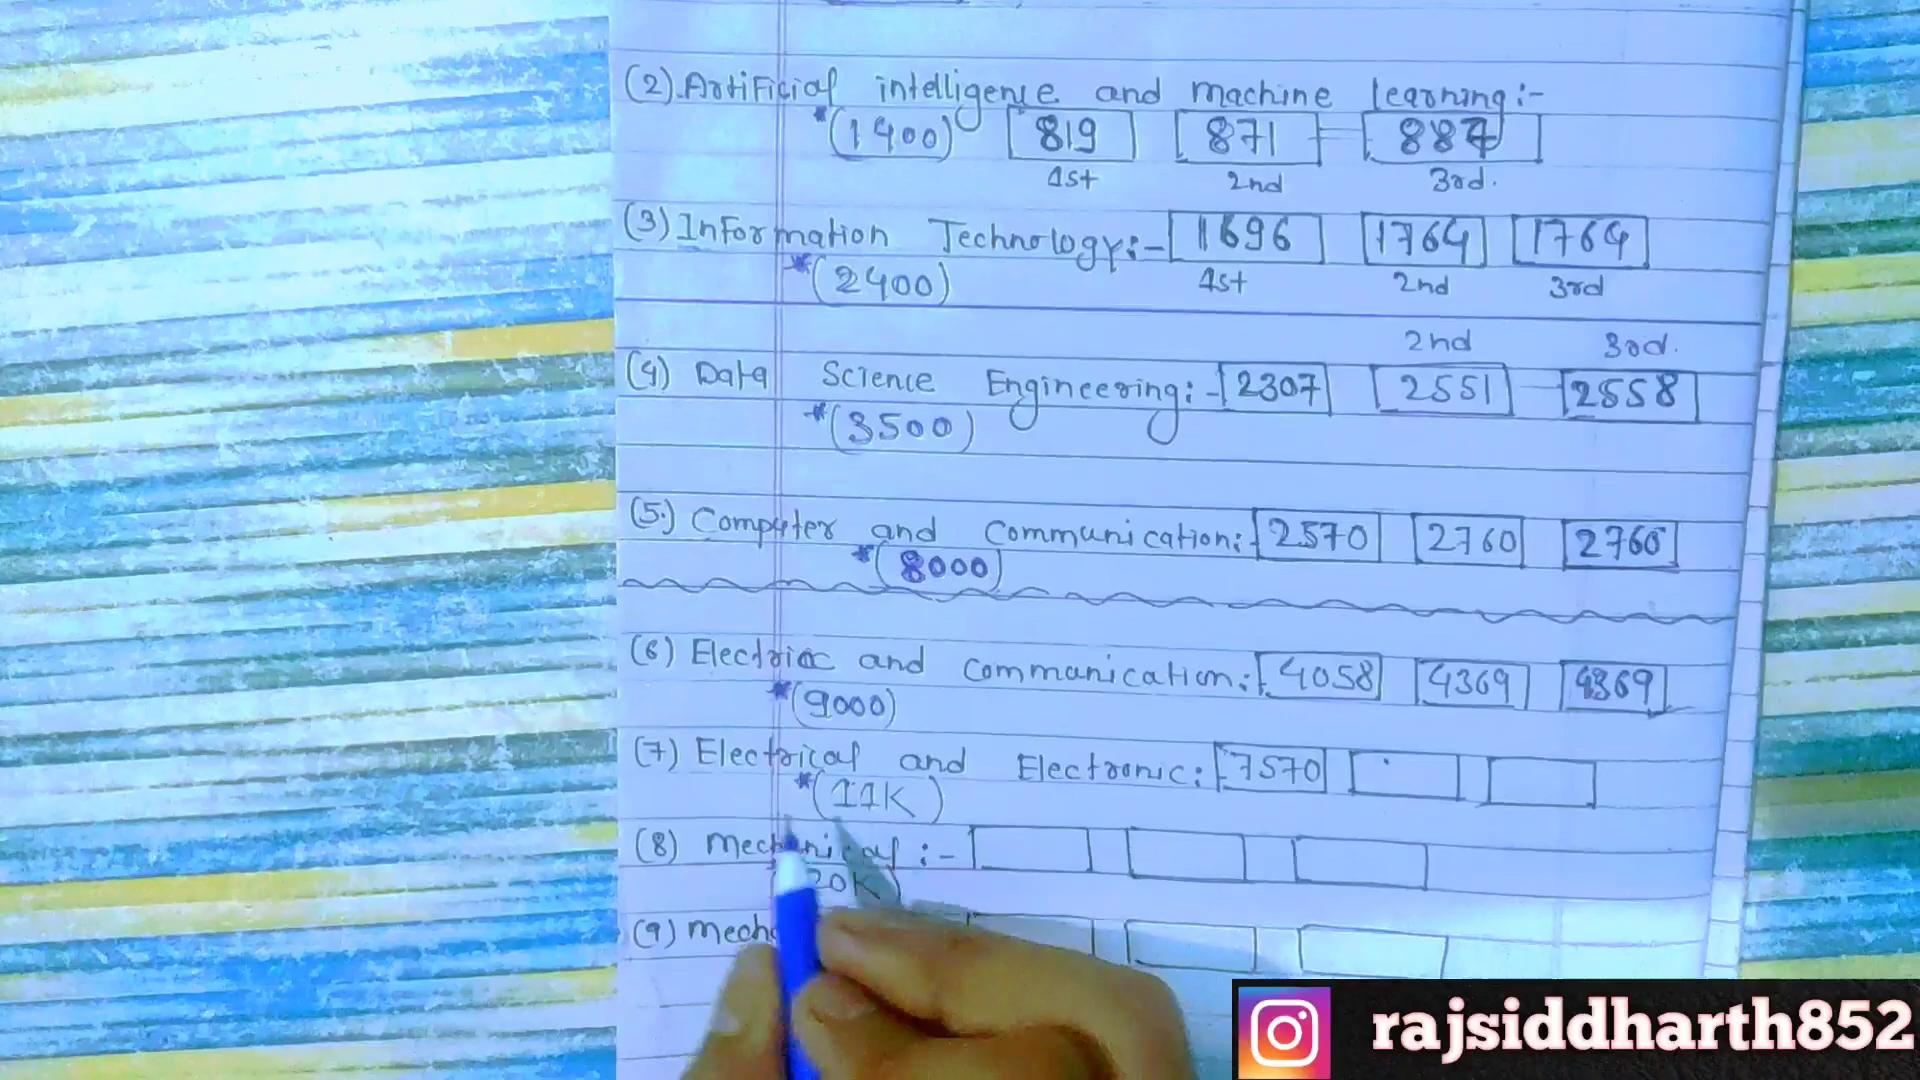 (2) Artificial intelligence and machine learning:-
*(1400) 819 871 884
1st 2nd 3rd.
(3) Information Technology:- 1696 1764 1764
*(2400) 1st 2nd 3rd
2nd 3rd.
(4) Data Science Engineering:- 2307 2551 2558
*(3500)
(5.) Computer and Communication: 2570 2760 2760
*(8000)
(6) Electric and Communication: 4058 4369 4369
*(9000)
(7) Electrical and Electronic: 7570
*(11K)
(8) Mechanical :-
20K)
(9)
rajsiddharth852